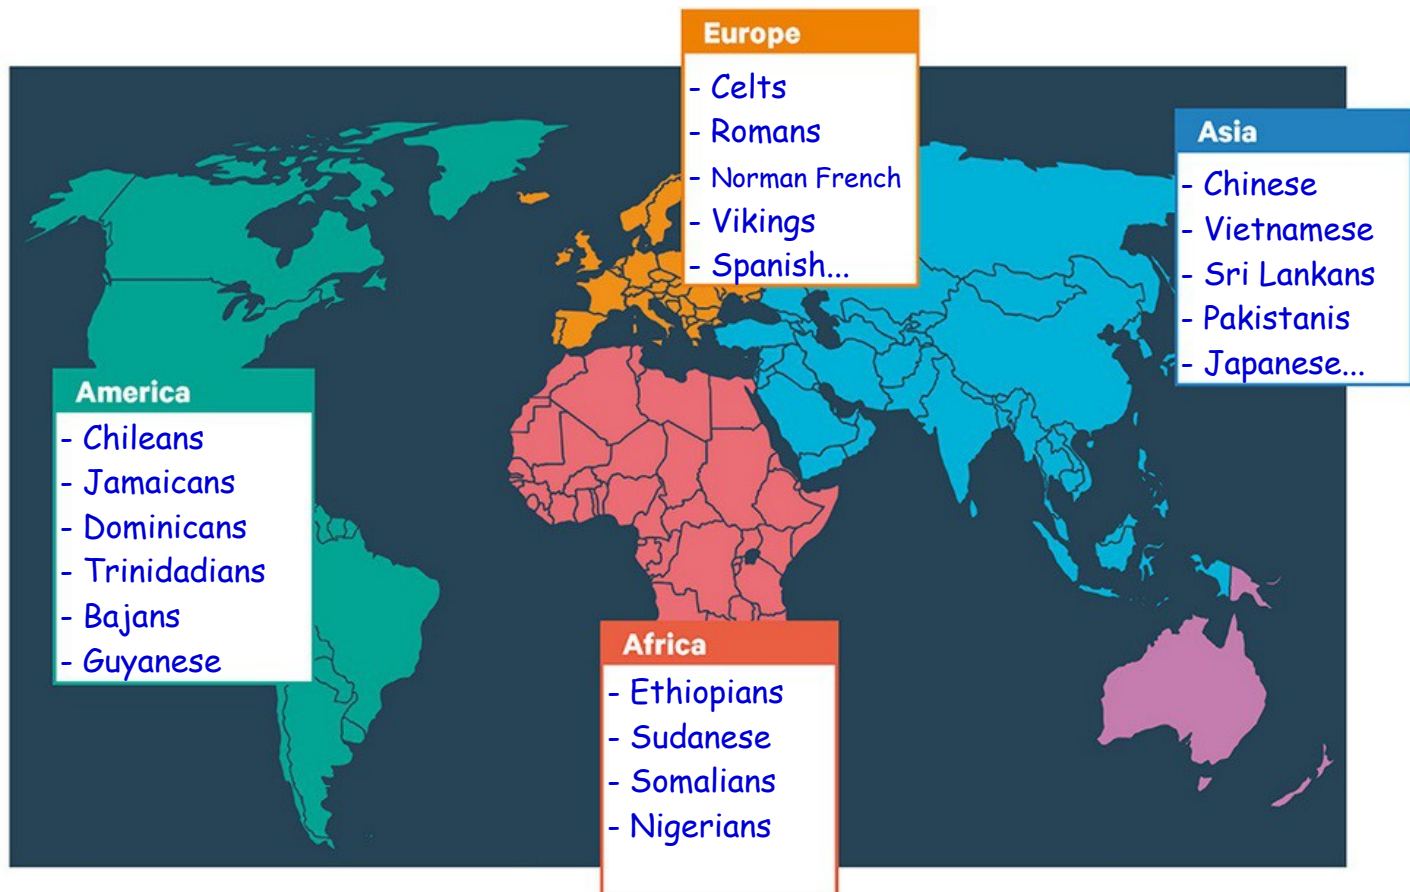 Europe
- Celts
- Romans
- Norman French
- Vikings
- Spanish...
Asia
- Chinese
- Vietnamese
- Sri Lankans
- Pakistanis
- Japanese...
America
- Chileans
- Jamaicans
- Dominicans
- Trinidadians
- Bajans
- Guyanese
Africa
- Ethiopians
- Sudanese
- Somalians
- Nigerians